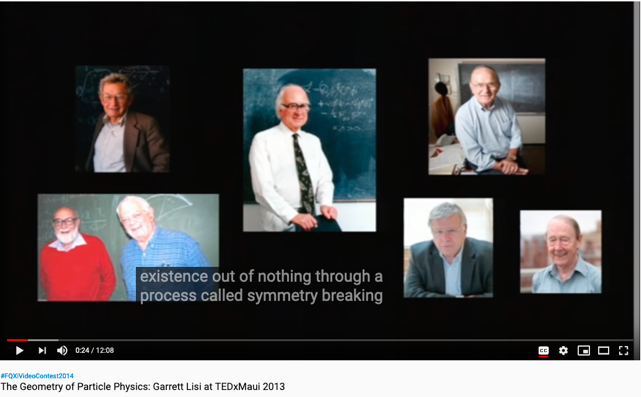 existence out of nothing through a
process called symmetry breaking
0:24 / 12:08
CC
#FQXiVideoContest2014
The Geometry of Particle Physics: Garrett Lisi at TEDxMaui 2013